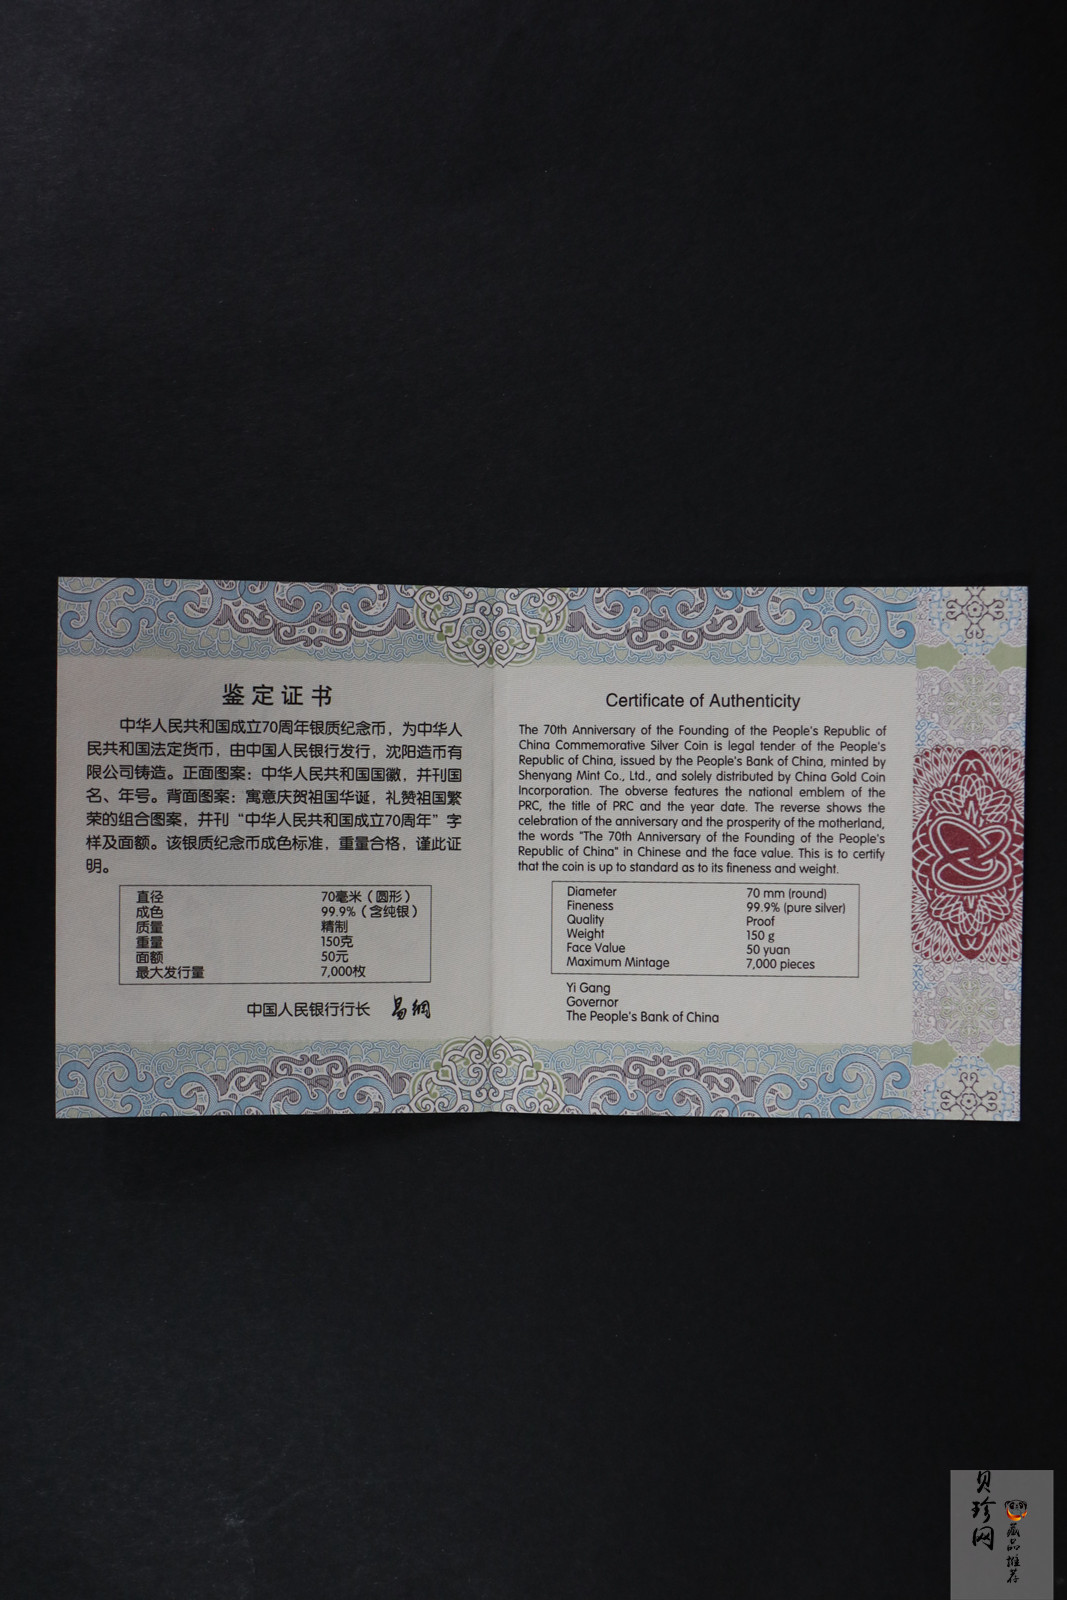 鉴定证书
中华人民共和国成立70周年银质纪念币，为中华人
民共和国法定货币，由中国人民银行发行，沈阳造币有
限公司铸造。正面图案：中华人民共和国国徽，并刊国
名、年号。背面图案：寓意庆贺祖国华诞，礼赞祖国繁
荣的组合图案，并刊“中华人民共和国成立70周年”字
样及面额。该银质纪念币成色标准，重量合格，谨此证
明。
直径 70毫米（圆形）
成色 99.9%（含纯银）
质量 精制
重量 150克
面额 50元
最大发行量 7,000枚
中国人民银行行长 易纲
Certificate of Authenticity
The 70th Anniversary of the Founding of the People's Republic of
China Commemorative Silver Coin is legal tender of the People's
Republic of China, issued by the People's Bank of China, minted by
Shenyang Mint Co., Ltd., and solely distributed by China Gold Coin
Incorporation. The obverse features the national emblem of the
PRC, the title of PRC and the year date. The reverse shows the
celebration of the anniversary and the prosperity of the motherland,
the words "The 70th Anniversary of the Founding of the People's
Republic of China" in Chinese and the face value. This is to certify
that the coin is up to standard as to its fineness and weight.
Diameter 70 mm (round)
Fineness 99.9% (pure silver)
Quality Proof
Weight 150 g
Face Value 50 yuan
Maximum Mintage 7,000 pieces
Yi Gang
Governor
The People's Bank of China
贝珍网
藏品推荐